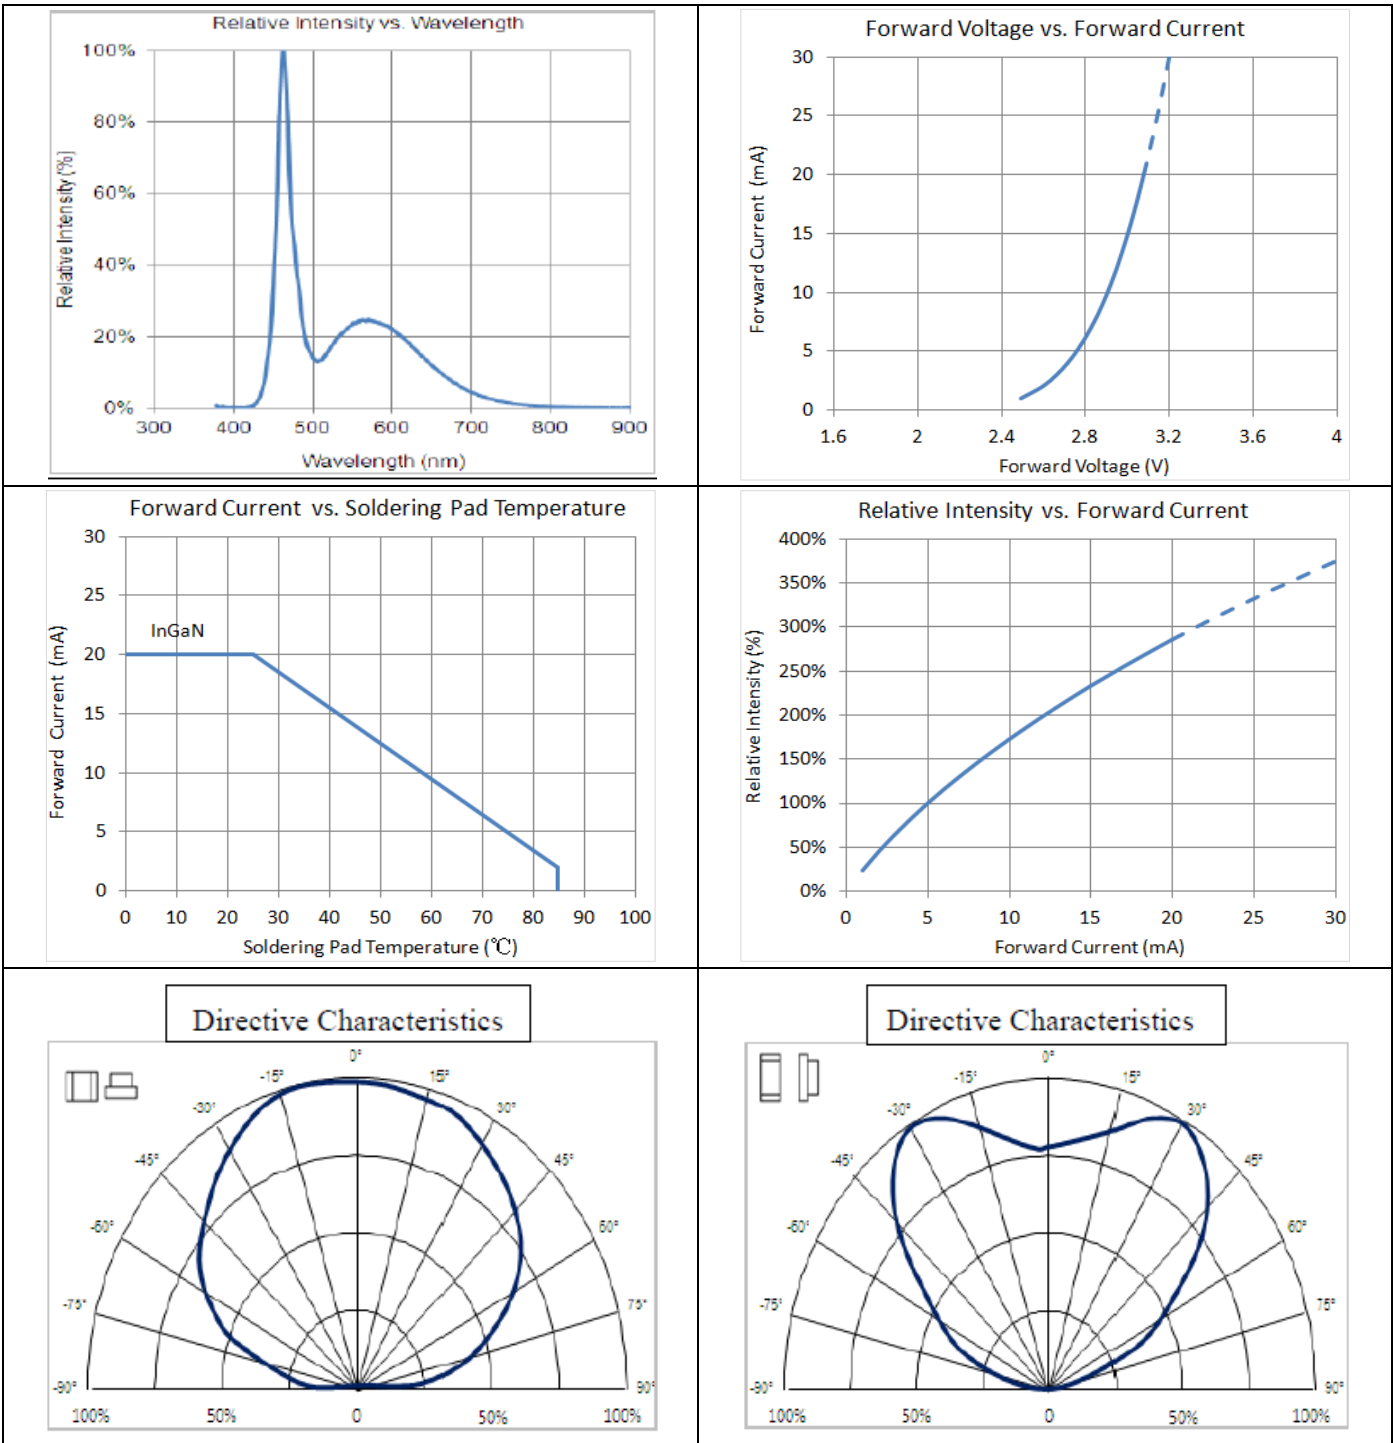 Relative Intensity vs. Wavelength
100%
80%
60%
40%
20%
0%
Relative Intensity (%)
300 400 500 600 700 800 900
Wavelength (nm)
Forward Voltage vs. Forward Current
30
25
20
15
10
5
0
Forward Current (mA)
1.6 2 2.4 2.8 3.2 3.6 4
Forward Voltage (V)
Forward Current vs. Soldering Pad Temperature
30
25
20
15
10
5
0
InGaN
Forward Current (mA)
0 10 20 30 40 50 60 70 80 90 100
Soldering Pad Temperature (℃)
Relative Intensity vs. Forward Current
400%
350%
300%
250%
200%
150%
100%
50%
0%
Relative Intensity (%)
0 5 10 15 20 25 30
Forward Current (mA)
Directive Characteristics
0°
-15° 15°
-30° 30°
-45° 45°
-60° 60°
-75° 75°
-90° 90°
100% 50% 0 50% 100%
Directive Characteristics
0°
-15° 15°
-30° 30°
-45° 45°
-60° 60°
-75° 75°
-90° 90°
100% 50% 0 50% 100%